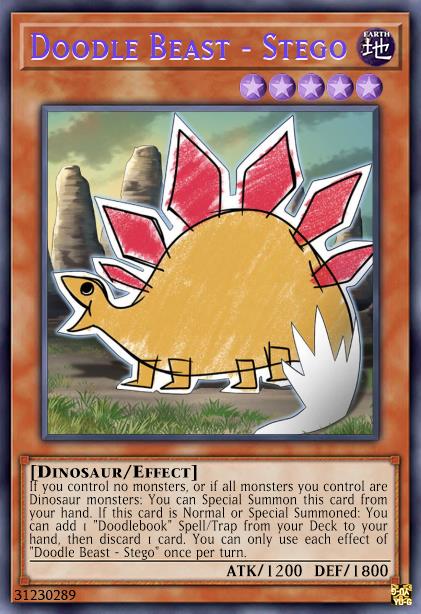 Doodle Beast - Stego
EARTH
地
[Dinosaur/Effect]
If you control no monsters, or if all monsters you control are
Dinosaur monsters: You can Special Summon this card from
your hand. If this card is Normal or Special Summoned: You
can add 1 "Doodlebook" Spell/Trap from your Deck to your
hand, then discard 1 card. You can only use each effect of
"Doodle Beast - Stego" once per turn.
ATK/1200 DEF/1800
31230289